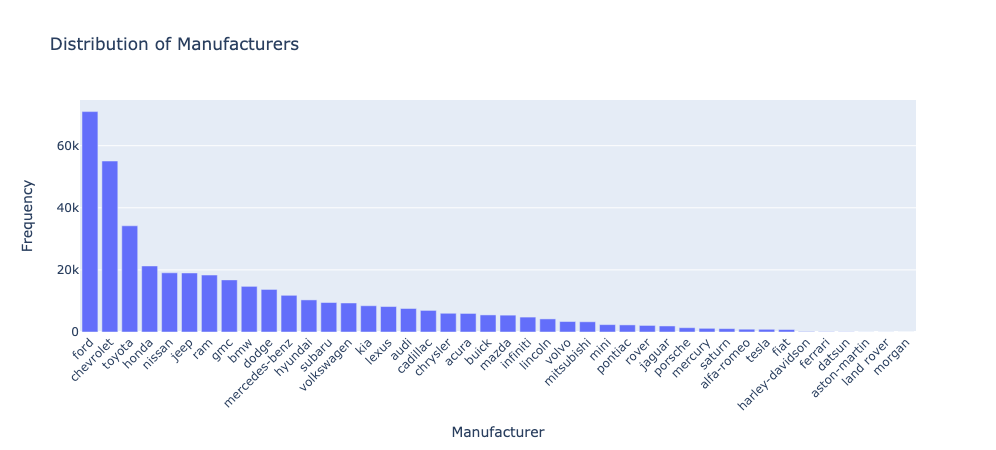 Distribution of Manufacturers
60k
40k
20k
0
Frequency
ford
chevrolet
toyota
honda
nissan
jeep
ram
gmc
bmw
dodge
mercedes-benz
hyundai
subaru
volkswagen
kia
lexus
audi
cadillac
chrysler
acura
buick
mazda
infiniti
lincoln
volvo
mitsubishi
mini
pontiac
rover
jaguar
porsche
mercury
saturn
alfa-romeo
tesla
fiat
harley-davidson
ferrari
datsun
aston-martin
land rover
morgan
Manufacturer